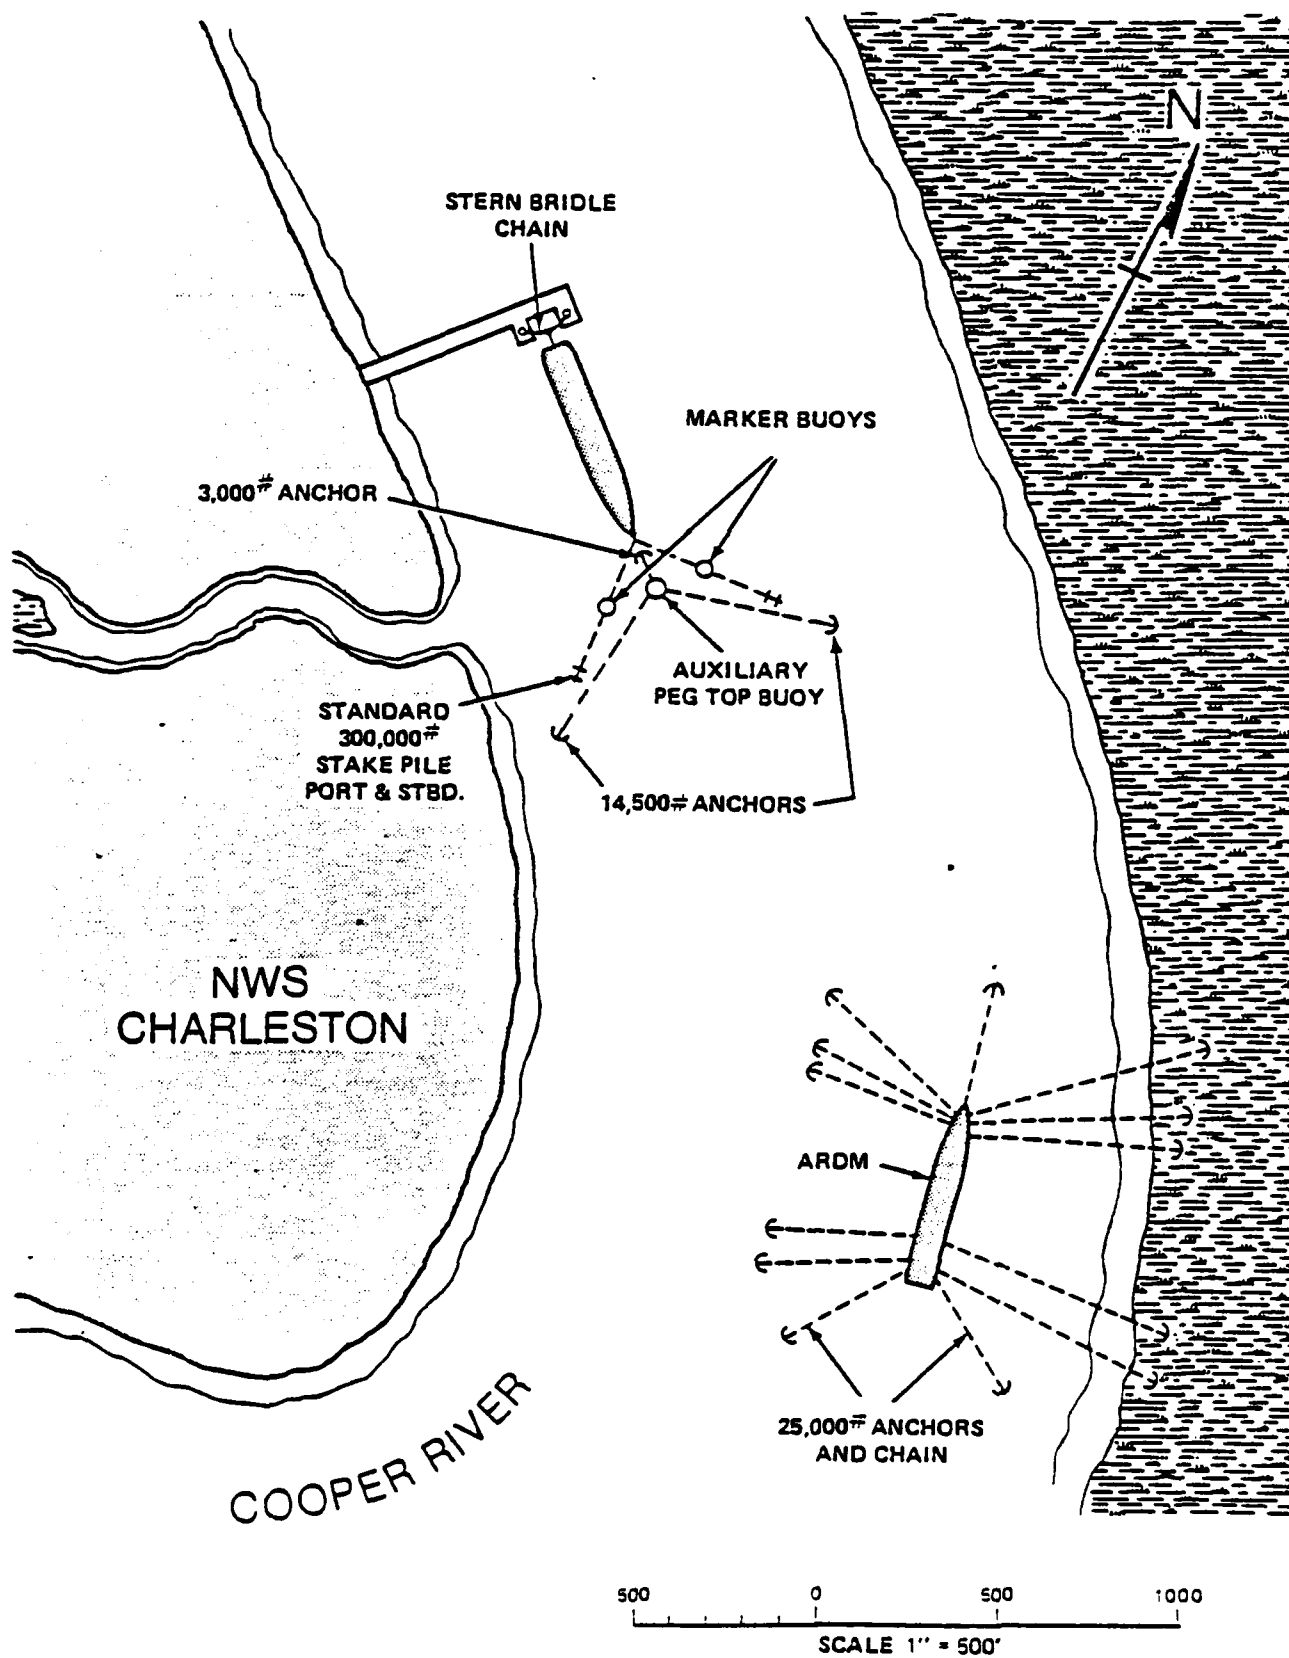 N
STERN BRIDLE
CHAIN
MARKER BUOYS
3,000# ANCHOR
AUXILIARY
PEG TOP BUOY
STANDARD
300,000#
STAKE PILE
PORT & STBD.
14,500# ANCHORS
NWS
CHARLESTON
ARDM
25,000# ANCHORS
AND CHAIN
COOPER RIVER
500 0 500 1000
SCALE 1" = 500'